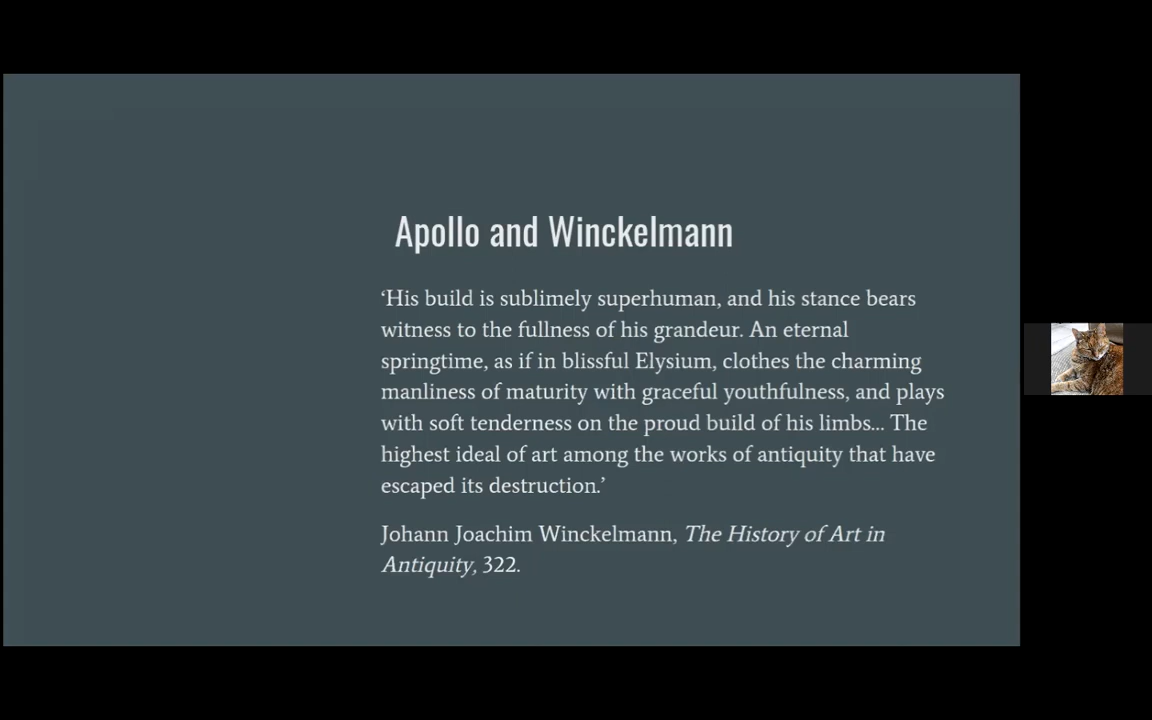 Apollo and Winckelmann
‘His build is sublimely superhuman, and his stance bears
witness to the fullness of his grandeur. An eternal
springtime, as if in blissful Elysium, clothes the charming
manliness of maturity with graceful youthfulness, and plays
with soft tenderness on the proud build of his limbs... The
highest ideal of art among the works of antiquity that have
escaped its destruction.’
Johann Joachim Winckelmann, The History of Art in
Antiquity, 322.